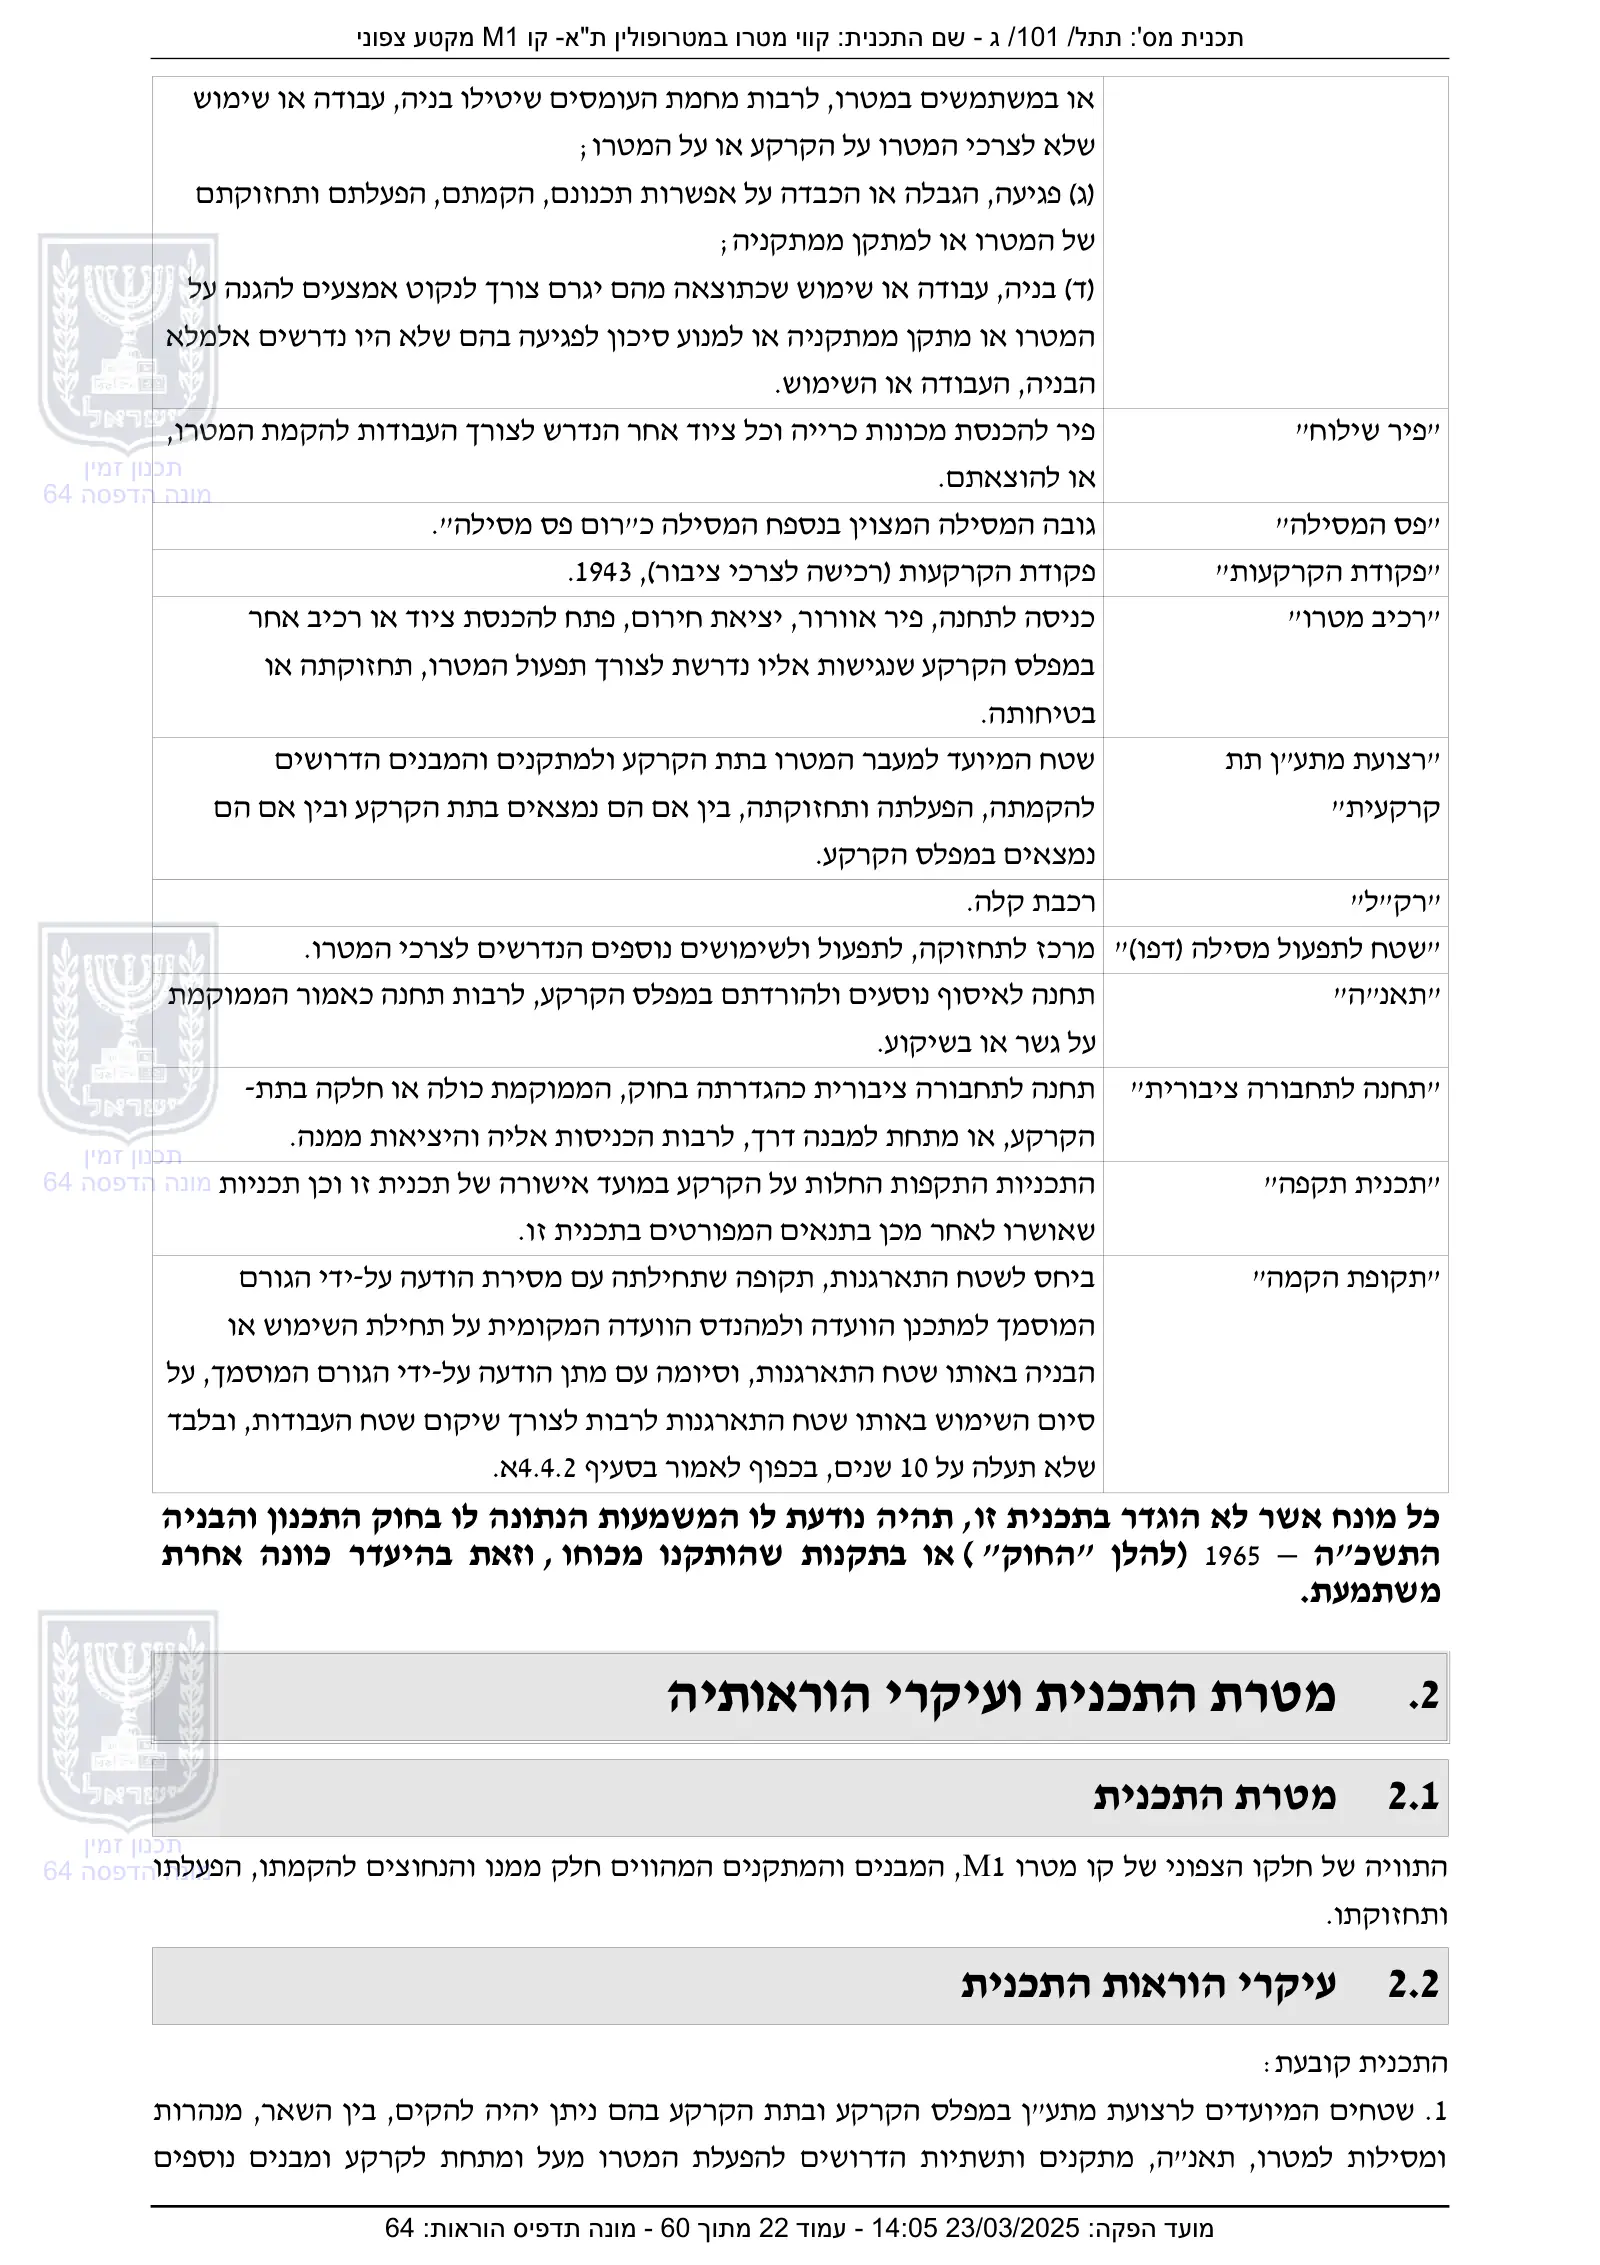 תכנית מס': תתל/ 101/ ג - שם התכנית: קווי מטרו במטרופולין ת"א- קו M1 מקטע צפוני
או במשתמשים במטרו, לרבות מחמת העומסים שיטילו בניה, עבודה או שימוש
שלא לצרכי המטרו על הקרקע או על המטרו;
(ג) פגיעה, הגבלה או הכבדה על אפשרות תכנונם, הקמתם, הפעלתם ותחזוקתם
של המטרו או למתקן ממתקניה;
(ד) בניה, עבודה או שימוש שכתוצאה מהם יגרם צורך לנקוט אמצעים להגנה על
המטרו או מתקן ממתקניה או למנוע סיכון לפגיעה בהם שלא היו נדרשים אלמלא
הבניה, העבודה או השימוש.
ישראל
תכנון זמין
מונה הדפסה 64
"פיר שילוח" פיר להכנסת מכונות כרייה וכל ציוד אחר הנדרש לצורך העבודות להקמת המטרו,
או להוצאתם.
"פס המסילה" גובה המסילה המצוין בנספח המסילה כ"רום פס מסילה".
"פקודת הקרקעות" פקודת הקרקעות (רכישה לצרכי ציבור), 1943.
"רכיב מטרו" כניסה לתחנה, פיר אוורור, יציאת חירום, פתח להכנסת ציוד או רכיב אחר
במפלס הקרקע שנגישות אליו נדרשת לצורך תפעול המטרו, תחזוקתה או
בטיחותה.
"רצועת מתע"ן תת שטח המיועד למעבר המטרו בתת הקרקע ולמתקנים והמבנים הדרושים
קרקעית" להקמתה, הפעלתה ותחזוקתה, בין אם הם נמצאים בתת הקרקע ובין אם הם
נמצאים במפלס הקרקע.
"רק"ל" רכבת קלה.
"שטח לתפעול מסילה (דפו)" מרכז לתחזוקה, לתפעול ולשימושים נוספים הנדרשים לצרכי המטרו.
"תאנ"ה" תחנה לאיסוף נוסעים ולהורדתם במפלס הקרקע, לרבות תחנה כאמור הממוקמת
על גשר או בשיקוע.
"תחנה לתחבורה ציבורית" תחנה לתחבורה ציבורית כהגדרתה בחוק, הממוקמת כולה או חלקה בתת-
הקרקע, או מתחת למבנה דרך, לרבות הכניסות אליה והיציאות ממנה.
ישראל
תכנון זמין
מונה הדפסה 64
"תכנית תקפה" התכניות התקפות החלות על הקרקע במועד אישורה של תכנית זו וכן תכניות
שאושרו לאחר מכן בתנאים המפורטים בתכנית זו.
"תקופת הקמה" ביחס לשטח התארגנות, תקופה שתחילתה עם מסירת הודעה על-ידי הגורם
המוסמך למתכנן הוועדה ולמהנדס הוועדה המקומית על תחילת השימוש או
הבניה באותו שטח התארגנות, וסיומה עם מתן הודעה על-ידי הגורם המוסמך, על
סיום השימוש באותו שטח התארגנות לרבות לצורך שיקום שטח העבודות, ובלבד
שלא תעלה על 10 שנים, בכפוף לאמור בסעיף 4.4.2א.
כל מונח אשר לא הוגדר בתכנית זו, תהיה נודעת לו המשמעות הנתונה לו בחוק התכנון והבניה
התשכ"ה – 1965 (להלן "החוק") או בתקנות שהותקנו מכוחו, וזאת בהיעדר כוונה אחרת
משתמעת.
2. מטרת התכנית ועיקרי הוראותיה
2.1 מטרת התכנית
ישראל
תכנון זמין
מונה הדפסה 64
התוויה של חלקו הצפוני של קו מטרו M1, המבנים והמתקנים המהווים חלק ממנו והנחוצים להקמתו, הפעלתו
ותחזוקתו.
2.2 עיקרי הוראות התכנית
התכנית קובעת:
1. שטחים המיועדים לרצועת מתע"ן במפלס הקרקע ובתת הקרקע בהם ניתן יהיה להקים, בין השאר, מנהרות
ומסילות למטרו, תאנ"ה, מתקנים ותשתיות הדרושים להפעלת המטרו מעל ומתחת לקרקע ומבנים נוספים
מועד הפקה: 23/03/2025 14:05 - עמוד 22 מתוך 60 - מונה תדפיס הוראות: 64